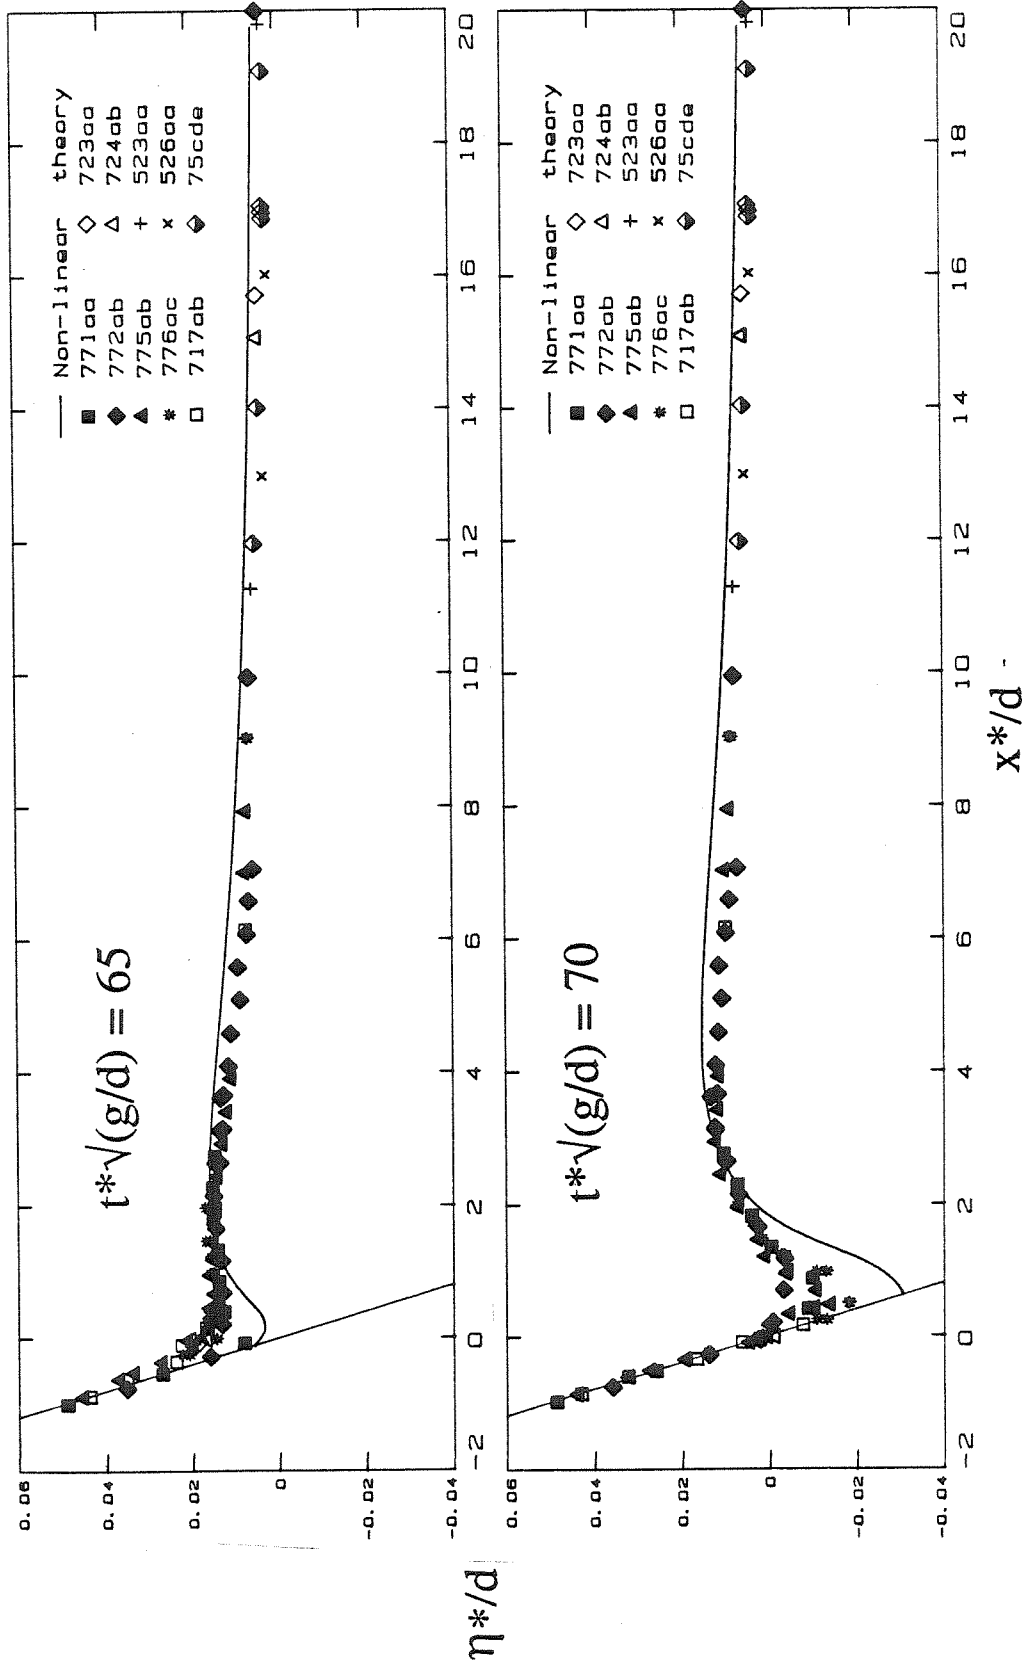 η*/d
0.06
0.04
0.02
0
-0.02
-0.04
t*√(g/d) = 65
Non-linear theory
771aa 723aa
772ab 724ab
775ab 523aa
776ac 526aa
717ab 75cde
-2 0 2 4 6 8 10 12 14 16 18 20
0.06
0.04
0.02
0
-0.02
-0.04
t*√(g/d) = 70
Non-linear theory
771aa 723aa
772ab 724ab
775ab 523aa
776ac 526aa
717ab 75cde
-2 0 2 4 6 8 10 12 14 16 18 20
x*/d